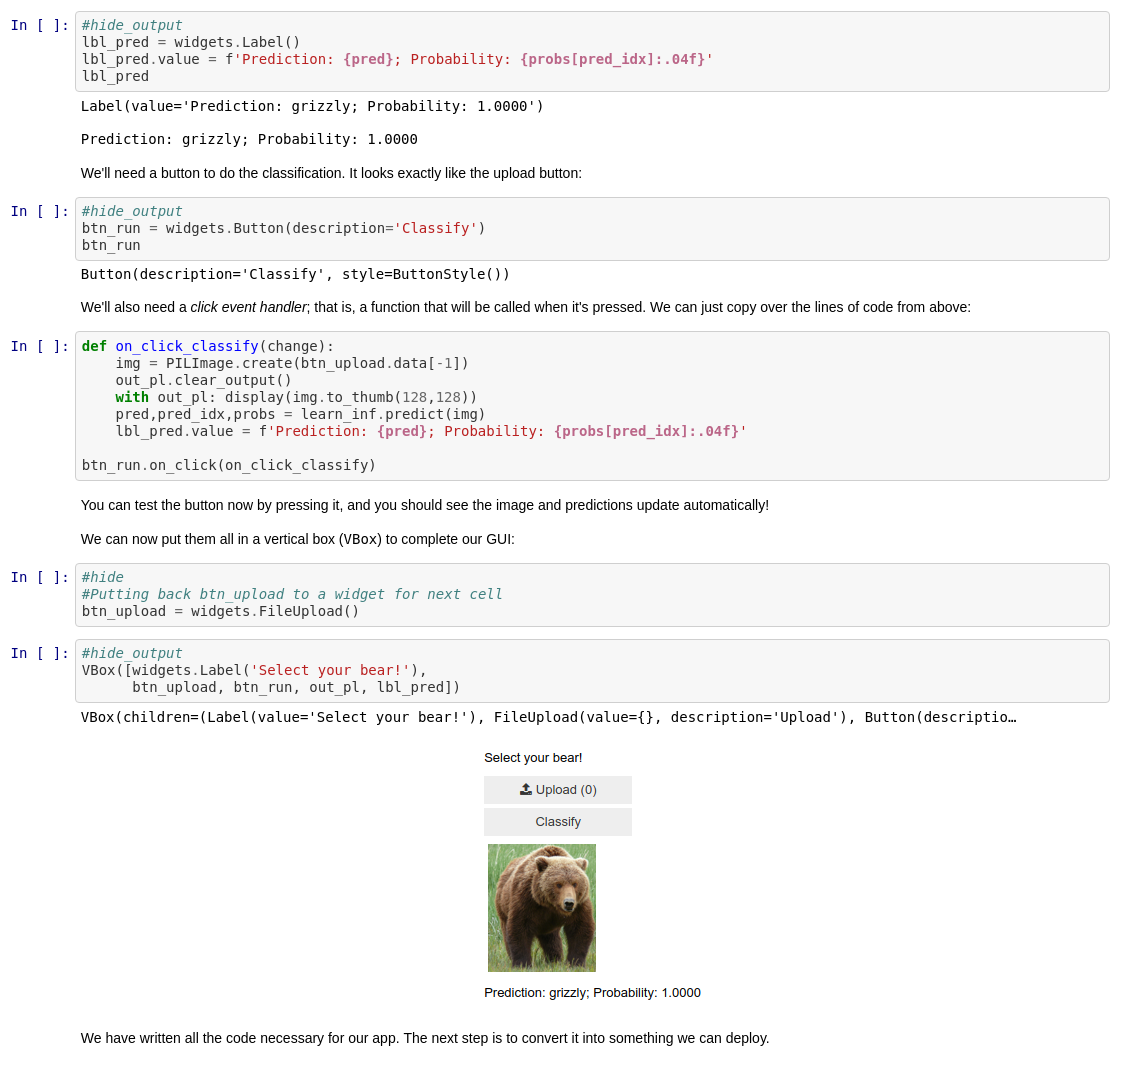 In [ ]:
#hide_output
lbl_pred = widgets.Label()
lbl_pred.value = f'Prediction: {pred}; Probability: {probs[pred_idx]:.04f}'
lbl_pred
Label(value='Prediction: grizzly; Probability: 1.0000')
Prediction: grizzly; Probability: 1.0000
We'll need a button to do the classification. It looks exactly like the upload button:
In [ ]:
#hide_output
btn_run = widgets.Button(description='Classify')
btn_run
Button(description='Classify', style=ButtonStyle())
We'll also need a click event handler; that is, a function that will be called when it's pressed. We can just copy over the lines of code from above:
In [ ]:
def on_click_classify(change):
    img = PILImage.create(btn_upload.data[-1])
    out_pl.clear_output()
    with out_pl: display(img.to_thumb(128,128))
    pred,pred_idx,probs = learn_inf.predict(img)
    lbl_pred.value = f'Prediction: {pred}; Probability: {probs[pred_idx]:.04f}'
btn_run.on_click(on_click_classify)
You can test the button now by pressing it, and you should see the image and predictions update automatically!
We can now put them all in a vertical box (VBox) to complete our GUI:
In [ ]:
#hide
#Putting back btn_upload to a widget for next cell
btn_upload = widgets.FileUpload()
In [ ]:
#hide_output
VBox([widgets.Label('Select your bear!'),
      btn_upload, btn_run, out_pl, lbl_pred])
VBox(children=(Label(value='Select your bear!'), FileUpload(value={}, description='Upload'), Button(descriptio…
Select your bear!
Upload (0)
Classify
Prediction: grizzly; Probability: 1.0000
We have written all the code necessary for our app. The next step is to convert it into something we can deploy.